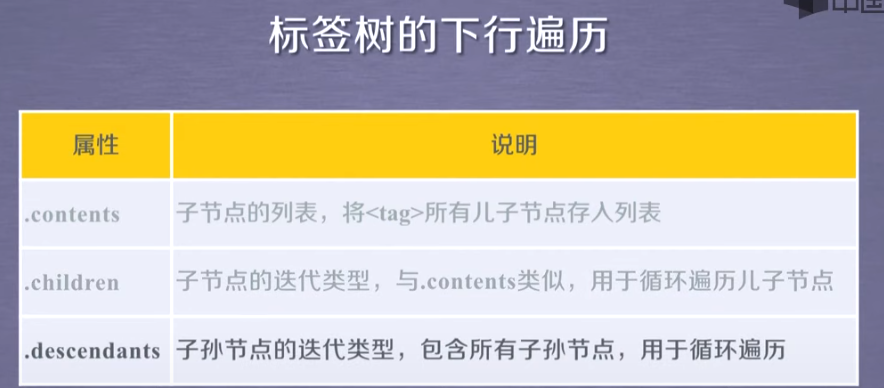 中国
标签树的下行遍历
属性 说明
.contents 子节点的列表，将<tag>所有儿子节点存入列表
.children 子节点的迭代类型，与.contents类似，用于循环遍历儿子节点
.descendants 子孙节点的迭代类型，包含所有子孙节点，用于循环遍历